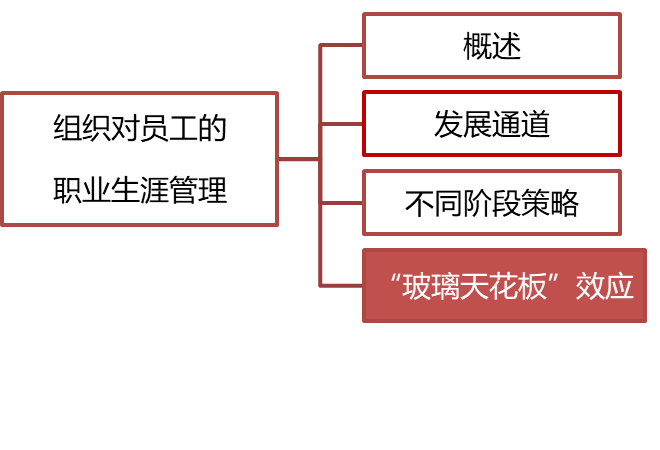 组织对员工的
职业生涯管理
概述
发展通道
不同阶段策略
“玻璃天花板”效应